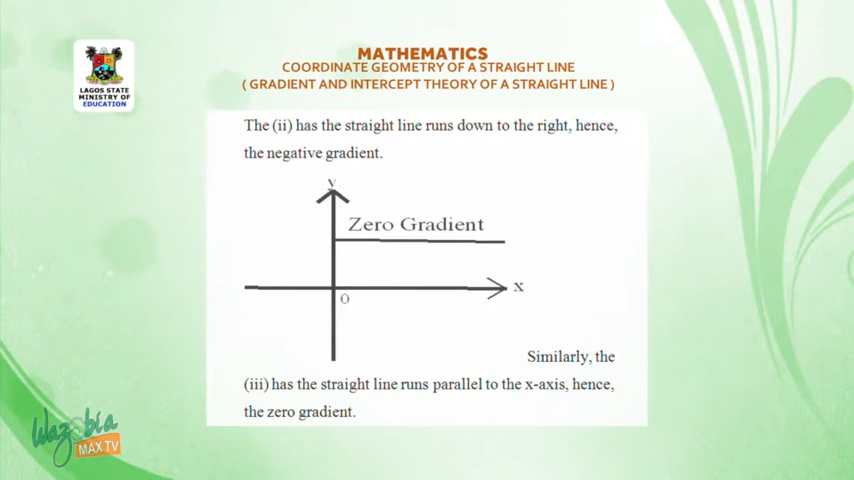 MATHEMATICS
COORDINATE GEOMETRY OF A STRAIGHT LINE
( GRADIENT AND INTERCEPT THEORY OF A STRAIGHT LINE )
LAGOS STATE
MINISTRY OF
EDUCATION
The (ii) has the straight line runs down to the right, hence,
the negative gradient.
y
Zero Gradient
x
0
Similarly, the
(iii) has the straight line runs parallel to the x-axis, hence,
the zero gradient.
Wazobia
MAX TV